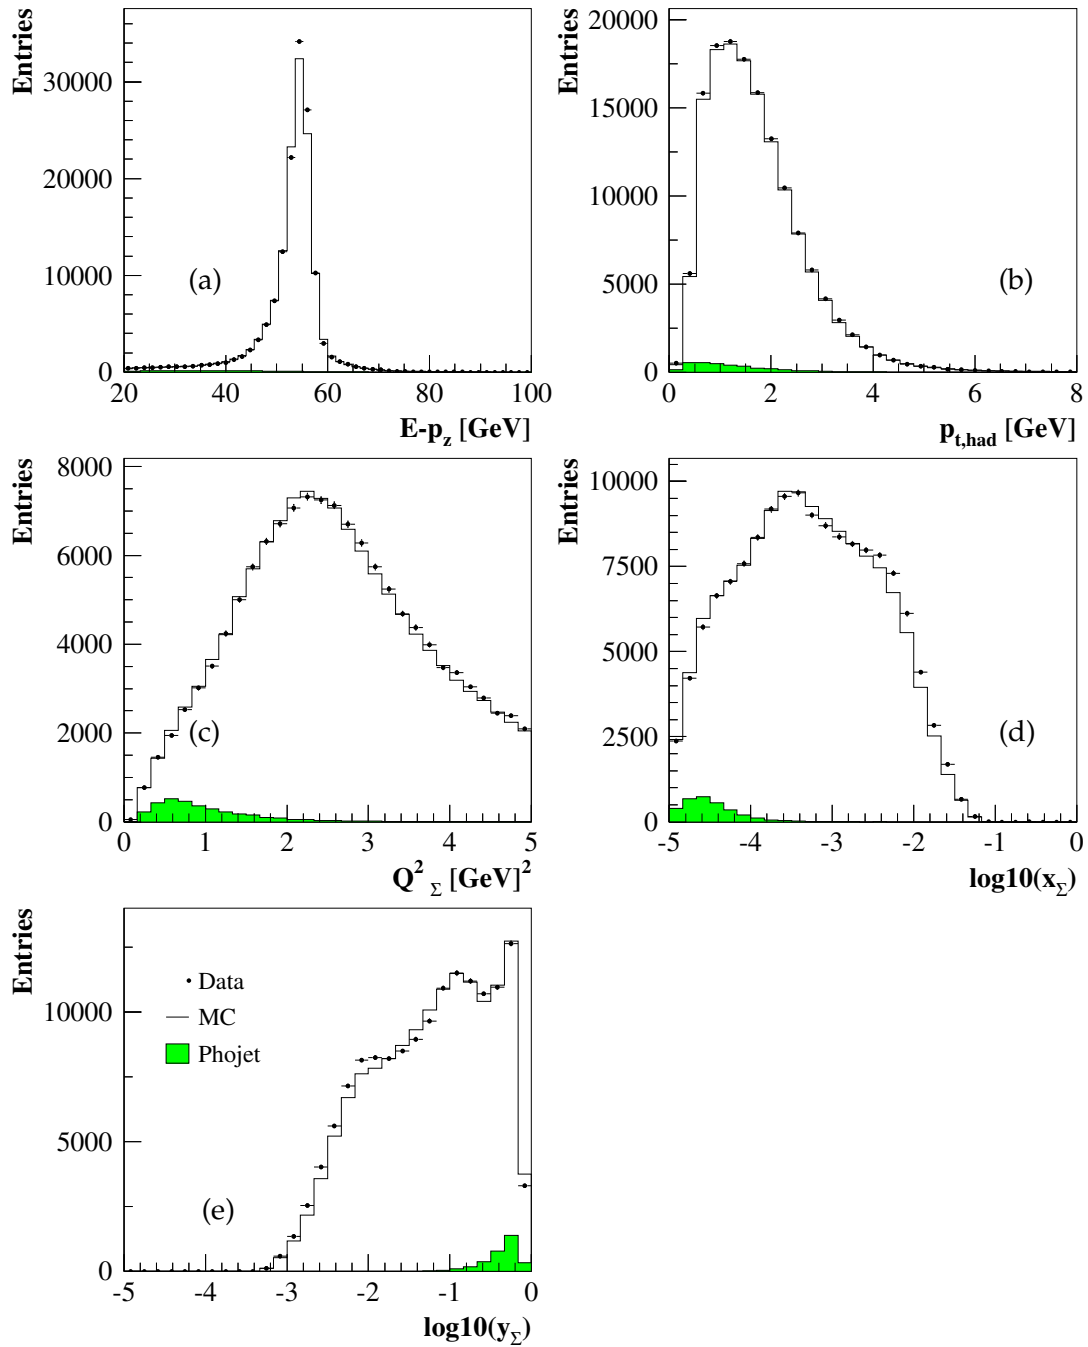 Entries
30000
20000
10000
0
(a)
20 40 60 80 100
E-p_z [GeV]
Entries
20000
15000
10000
5000
0
(b)
0 2 4 6 8
p_t,had [GeV]
Entries
8000
6000
4000
2000
0
(c)
0 1 2 3 4 5
Q²_Σ [GeV]²
Entries
10000
7500
5000
2500
0
(d)
-5 -4 -3 -2 -1 0
log10(x_Σ)
Entries
10000
5000
0
Data
MC
Phojet
(e)
-5 -4 -3 -2 -1 0
log10(y_Σ)